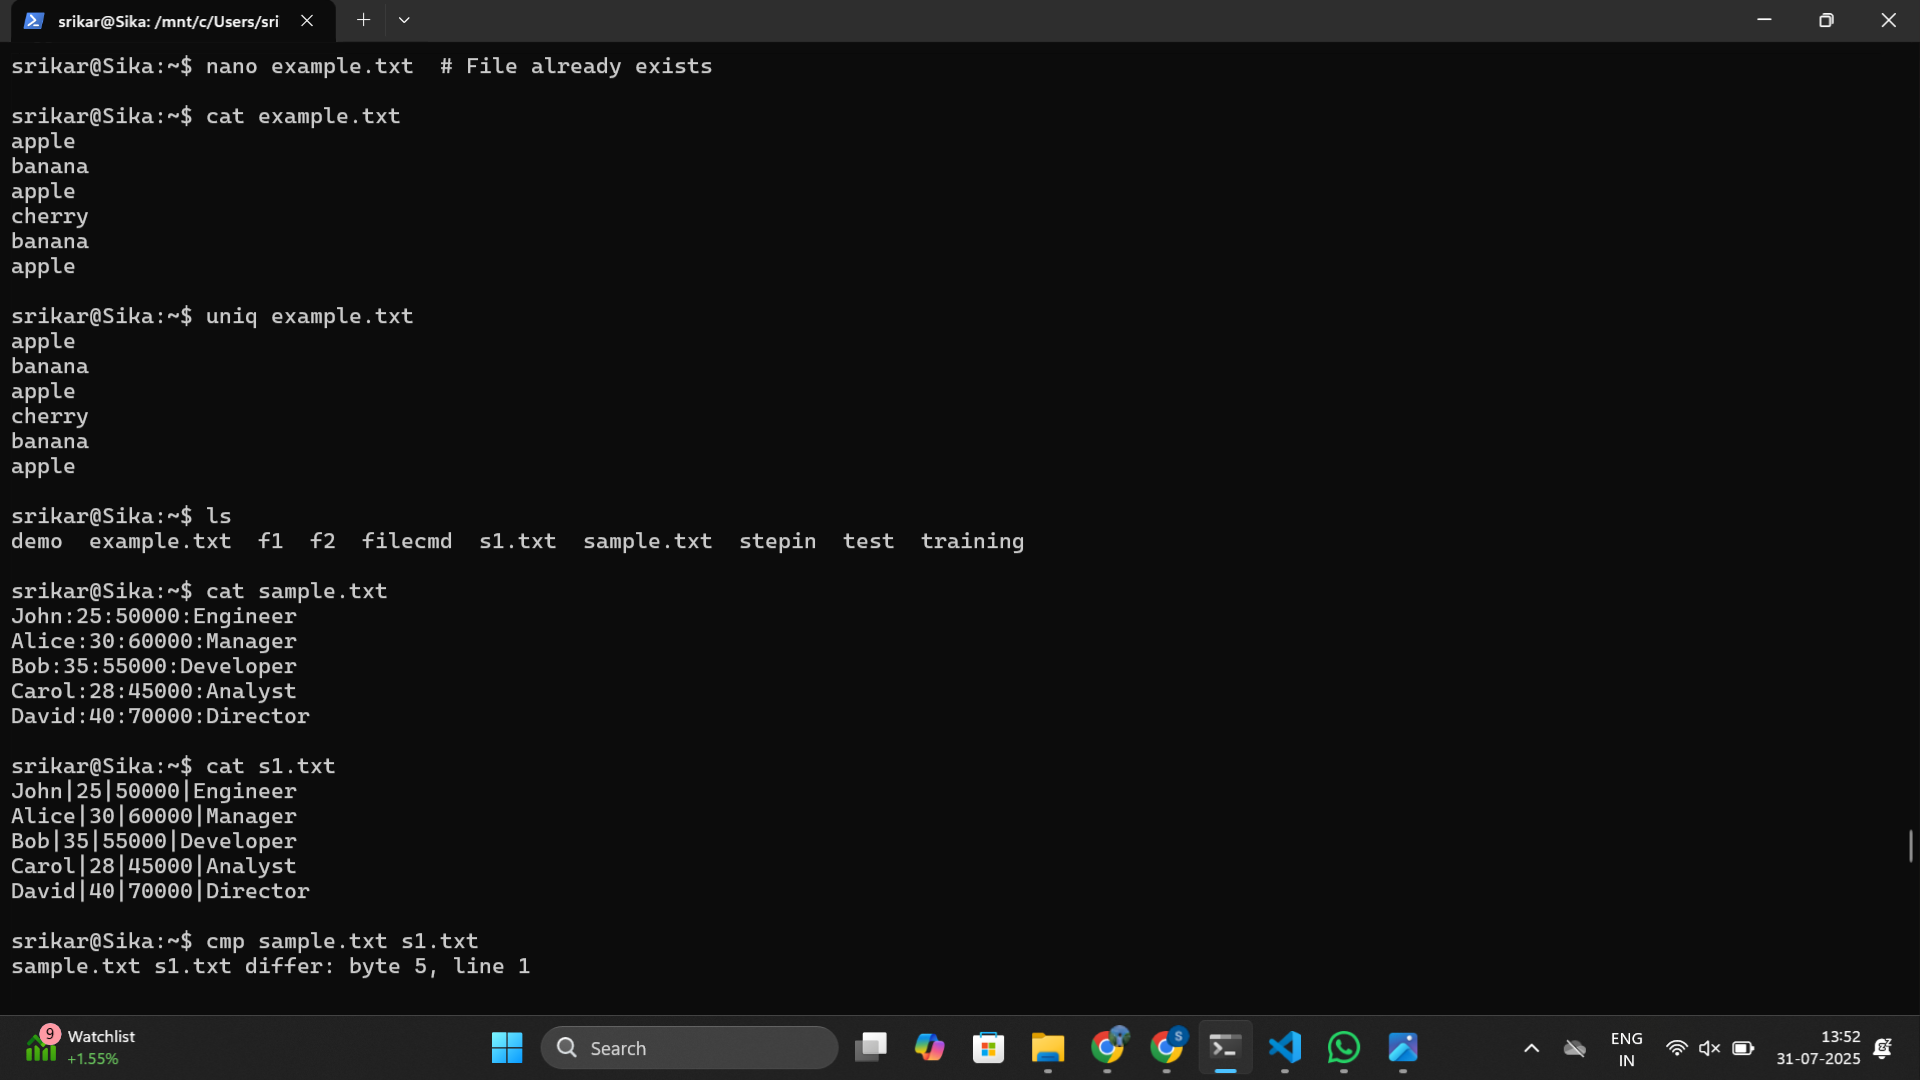 srikar@Sika: /mnt/c/Users/sri
srikar@Sika:~$ nano example.txt  # File already exists
srikar@Sika:~$ cat example.txt
apple
banana
apple
cherry
banana
apple
srikar@Sika:~$ uniq example.txt
apple
banana
apple
cherry
banana
apple
srikar@Sika:~$ ls
demo  example.txt  f1  f2  filecmd  s1.txt  sample.txt  stepin  test  training
srikar@Sika:~$ cat sample.txt
John:25:50000:Engineer
Alice:30:60000:Manager
Bob:35:55000:Developer
Carol:28:45000:Analyst
David:40:70000:Director
srikar@Sika:~$ cat s1.txt
John|25|50000|Engineer
Alice|30|60000|Manager
Bob|35|55000|Developer
Carol|28|45000|Analyst
David|40|70000|Director
srikar@Sika:~$ cmp sample.txt s1.txt
sample.txt s1.txt differ: byte 5, line 1
9
Watchlist
+1.55%
Search
S
ENG
IN
13:52
31-07-2025